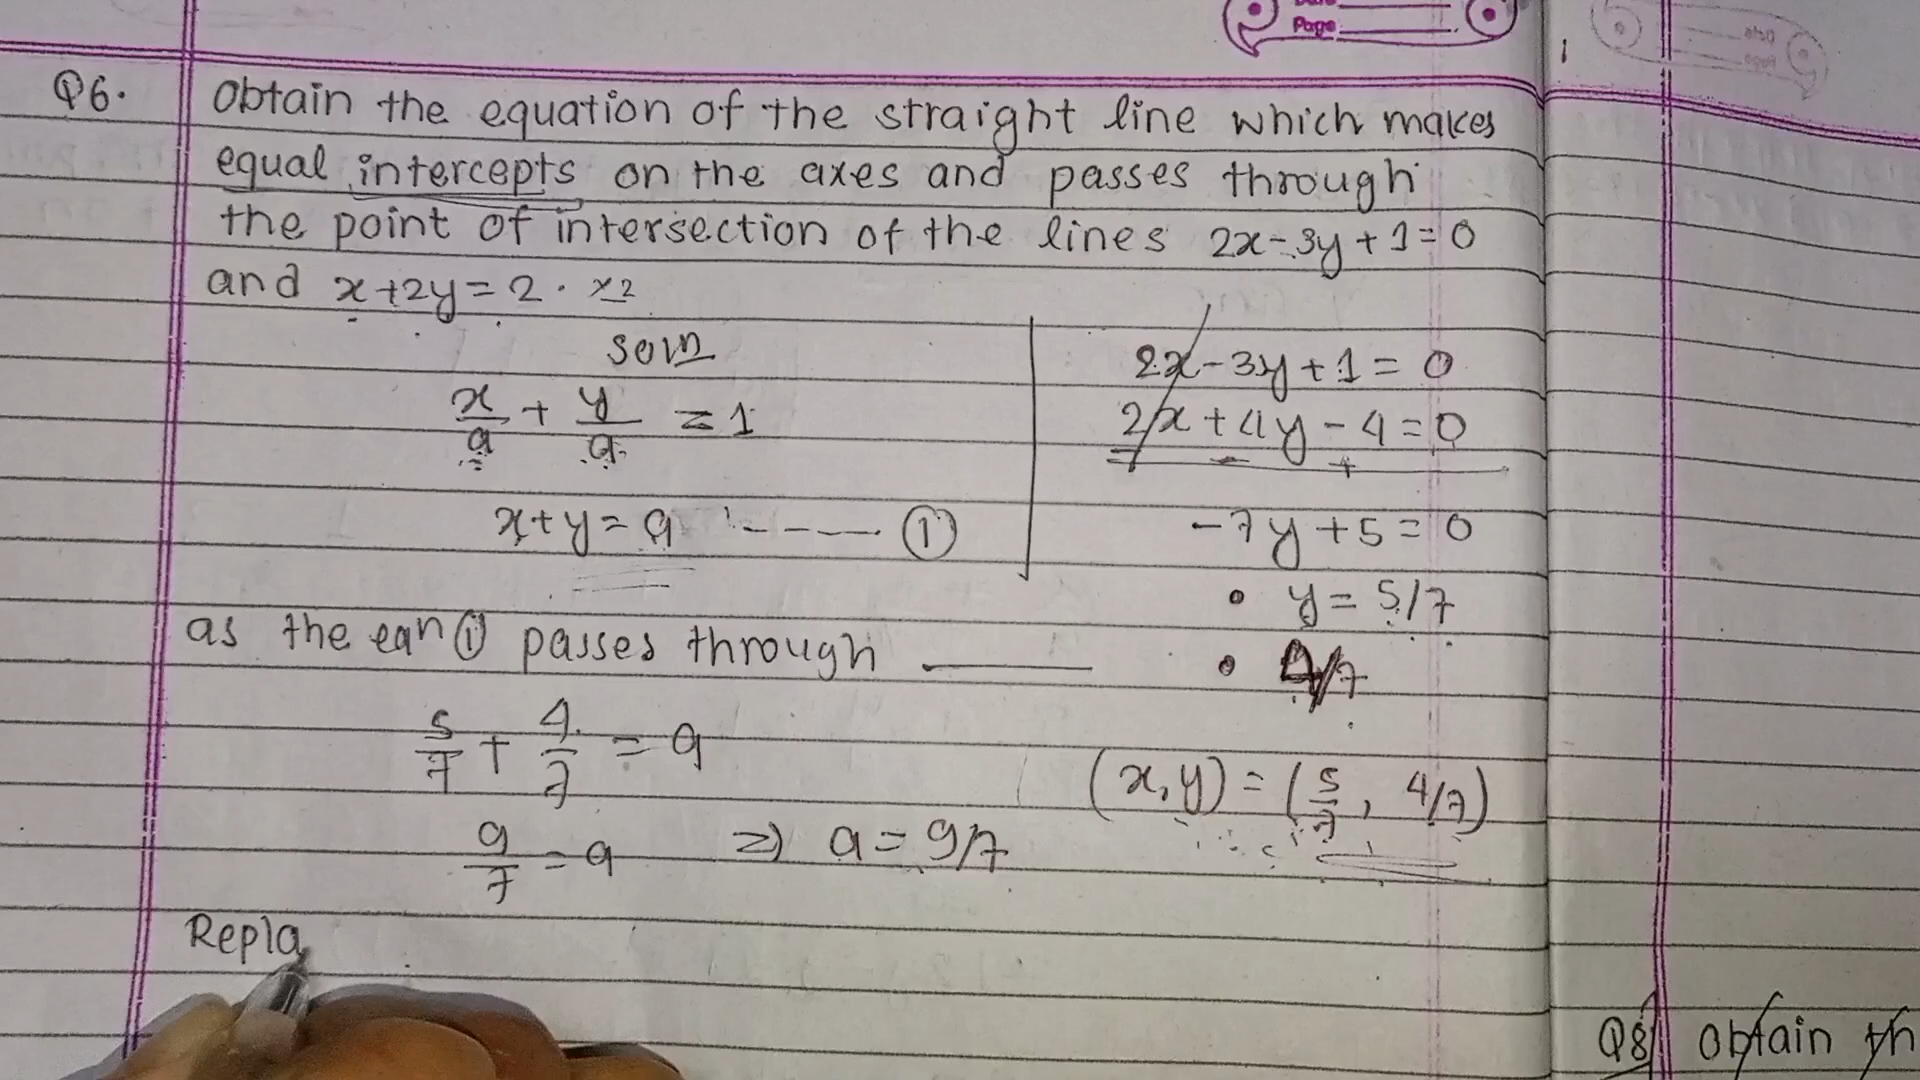 Page
Q6. Obtain the equation of the straight line which makes
equal intercepts on the axes and passes through
the point of intersection of the lines 2x-3y+1=0
and x+2y=2. ×2
soln
x/a + y/a = 1
x+y=a ----- ①
2x-3y+1=0
2x+4y-4=0
= - +
-7y+5=0
• y=5/7
• 4/7
(x,y)=(5/7, 4/7)
as the eqn ① passes through ———
5/7 + 4/7 = a
9/7 = a ⇒ a=9/7
Repla
Q8 Obtain th